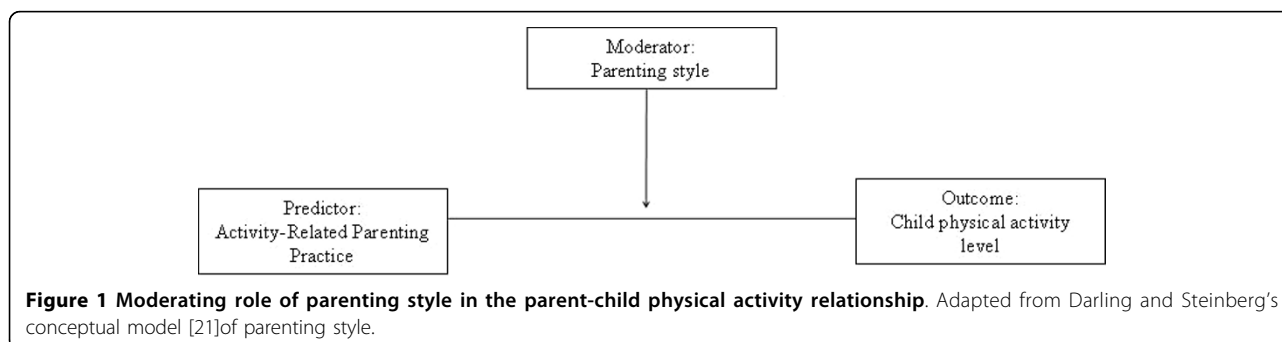 Moderator:
Parenting style
Predictor:
Activity-Related Parenting
Practice
Outcome:
Child physical activity
level
Figure 1 Moderating role of parenting style in the parent-child physical activity relationship. Adapted from Darling and Steinberg's
conceptual model [21]of parenting style.